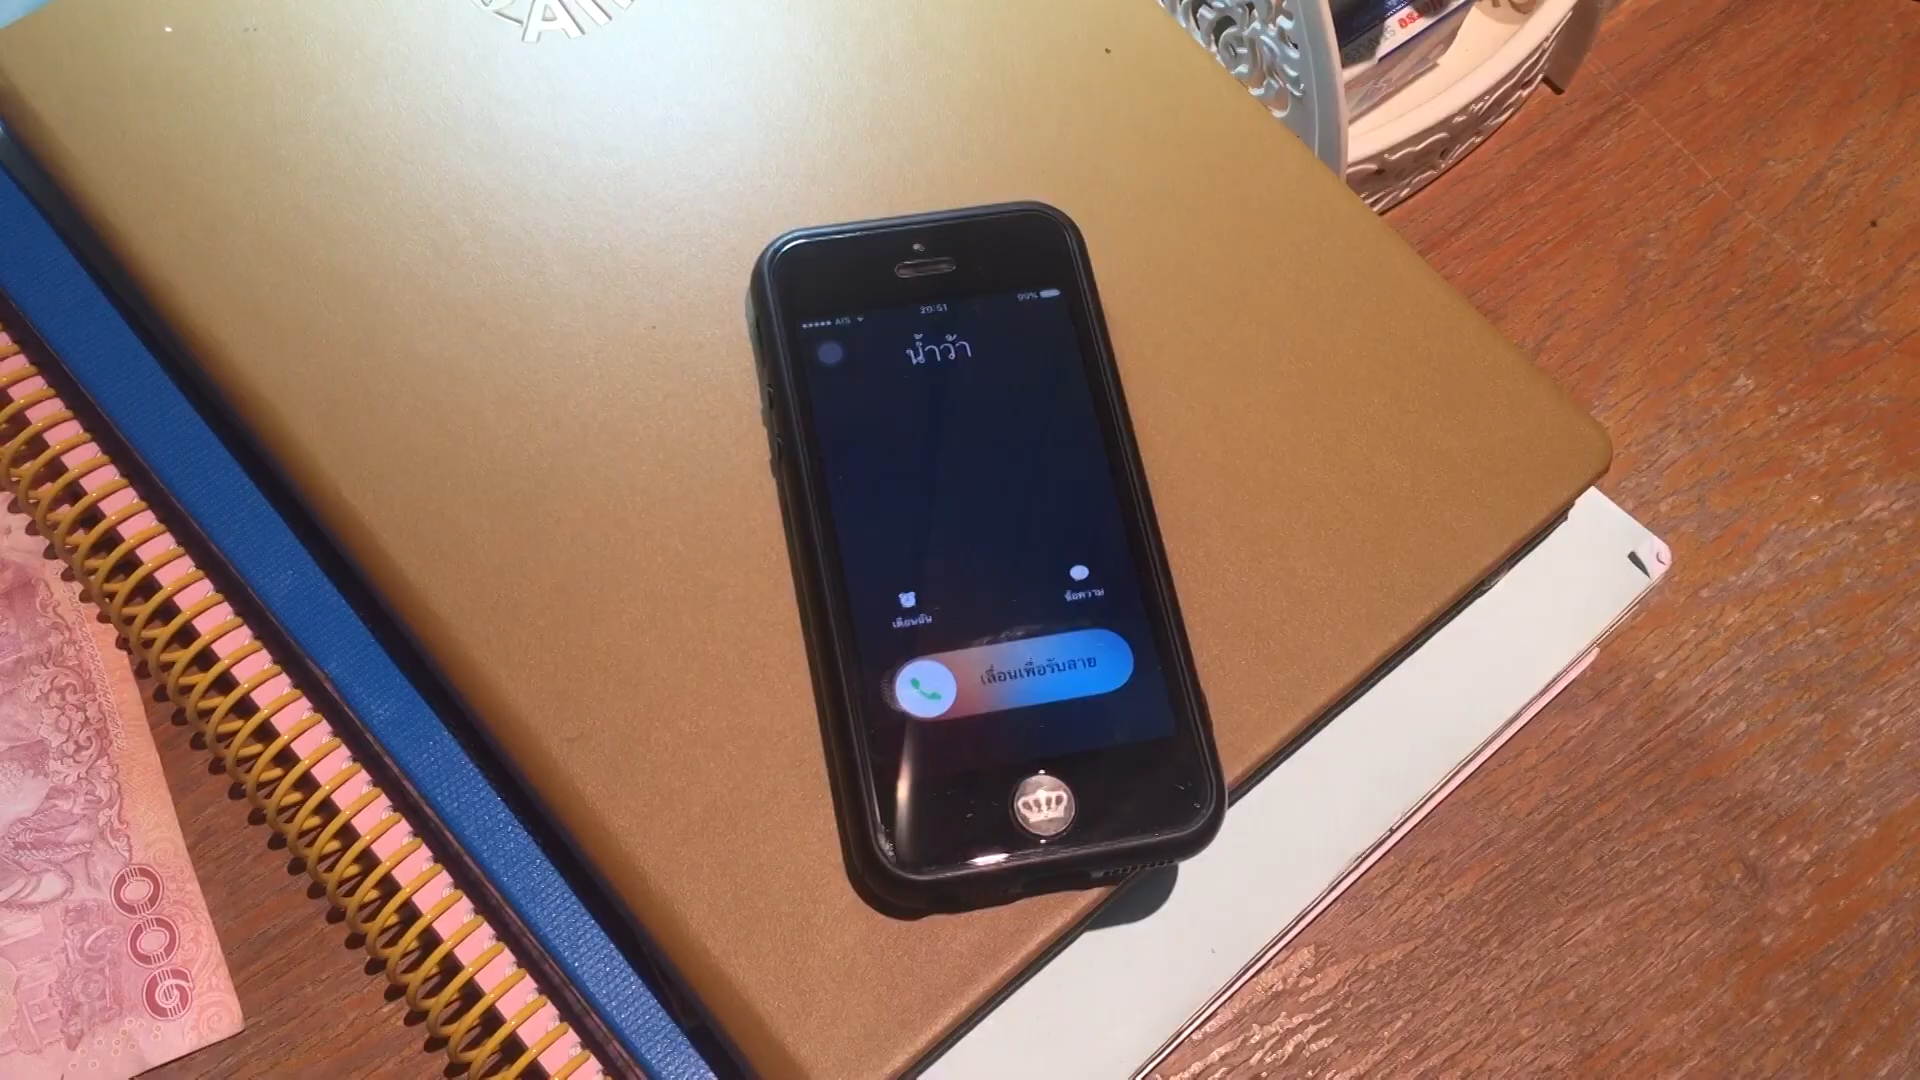 AIS
20:51
99%
น้ำว้า
เตือนฉัน
ข้อความ
เลื่อนเพื่อรับสาย